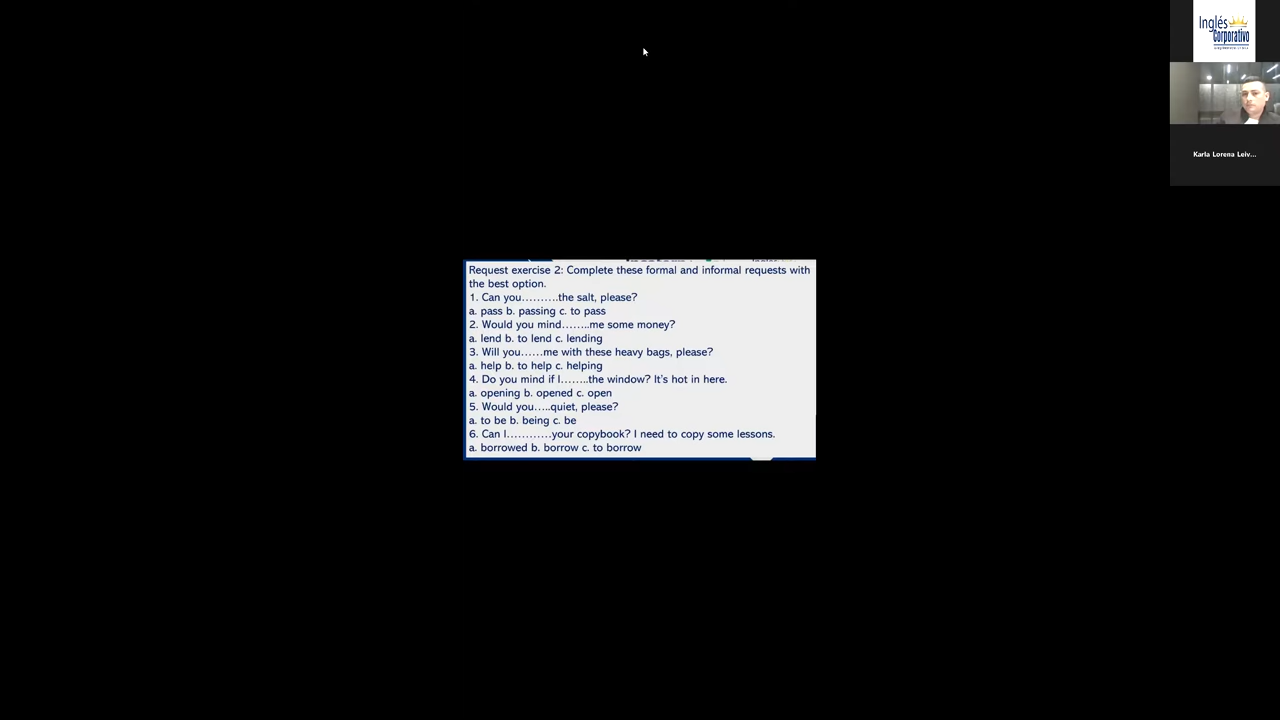 Inglés
Corporativo
Karla Lorena Leiv...
Request exercise 2: Complete these formal and informal requests with
the best option.
1. Can you..........the salt, please?
a. pass b. passing c. to pass
2. Would you mind........me some money?
a. lend b. to lend c. lending
3. Will you......me with these heavy bags, please?
a. help b. to help c. helping
4. Do you mind if I........the window? It's hot in here.
a. opening b. opened c. open
5. Would you.....quiet, please?
a. to be b. being c. be
6. Can I............your copybook? I need to copy some lessons.
a. borrowed b. borrow c. to borrow